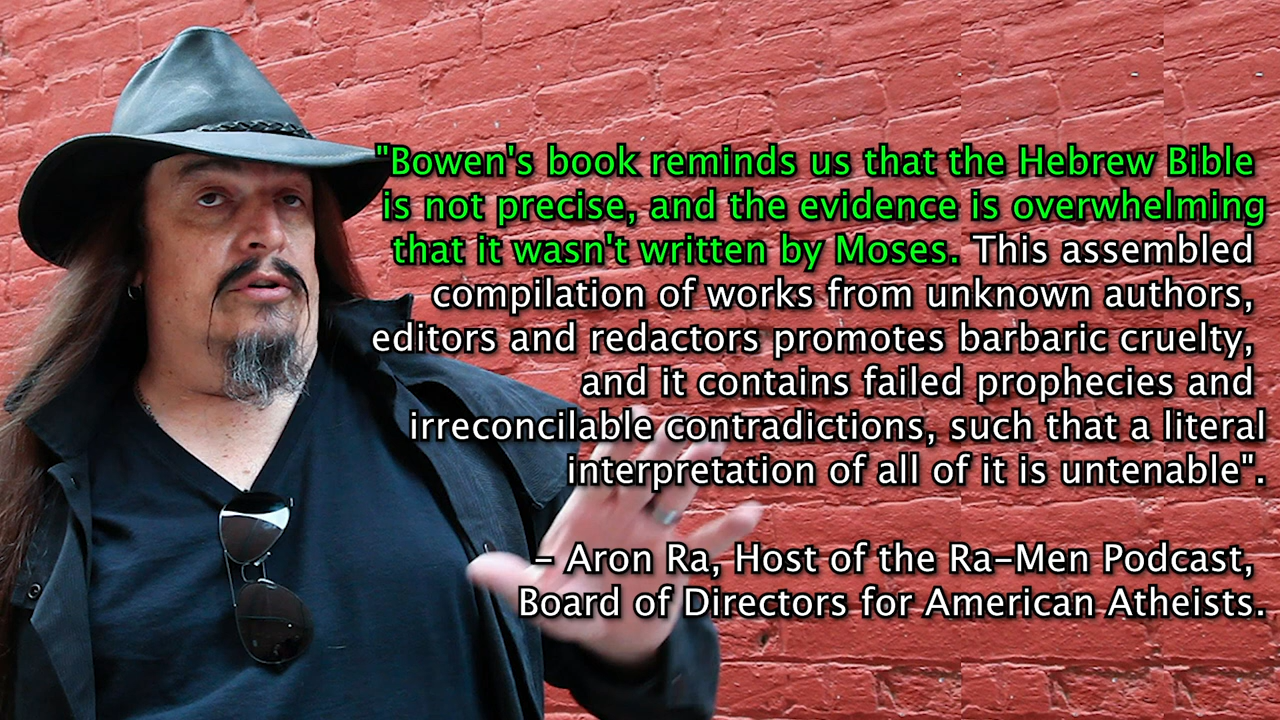 "Bowen's book reminds us that the Hebrew Bible
is not precise, and the evidence is overwhelming
that it wasn't written by Moses. This assembled
compilation of works from unknown authors,
editors and redactors promotes barbaric cruelty,
and it contains failed prophecies and
irreconcilable contradictions, such that a literal
interpretation of all of it is untenable".
- Aron Ra, Host of the Ra-Men Podcast,
Board of Directors for American Atheists.